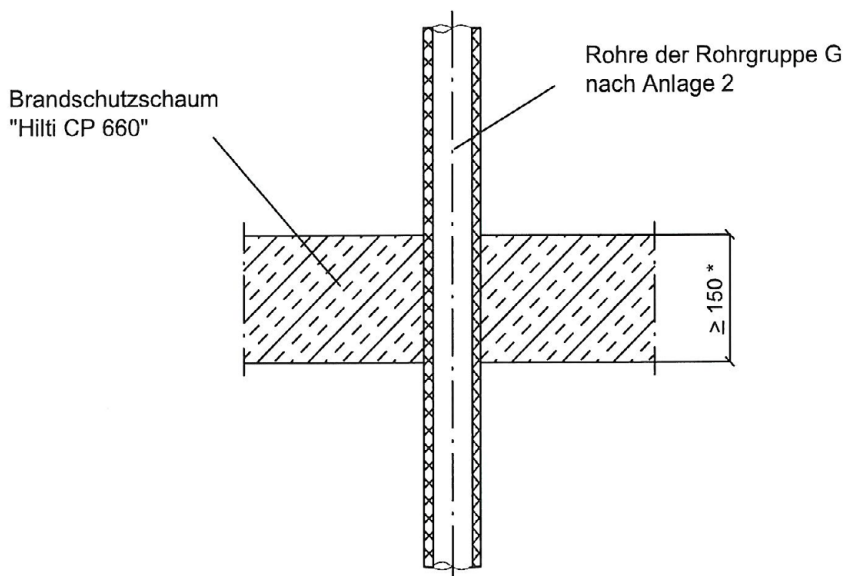 Rohre der Rohrgruppe G
nach Anlage 2
Brandschutzschaum
"Hilti CP 660"
≥ 150 *